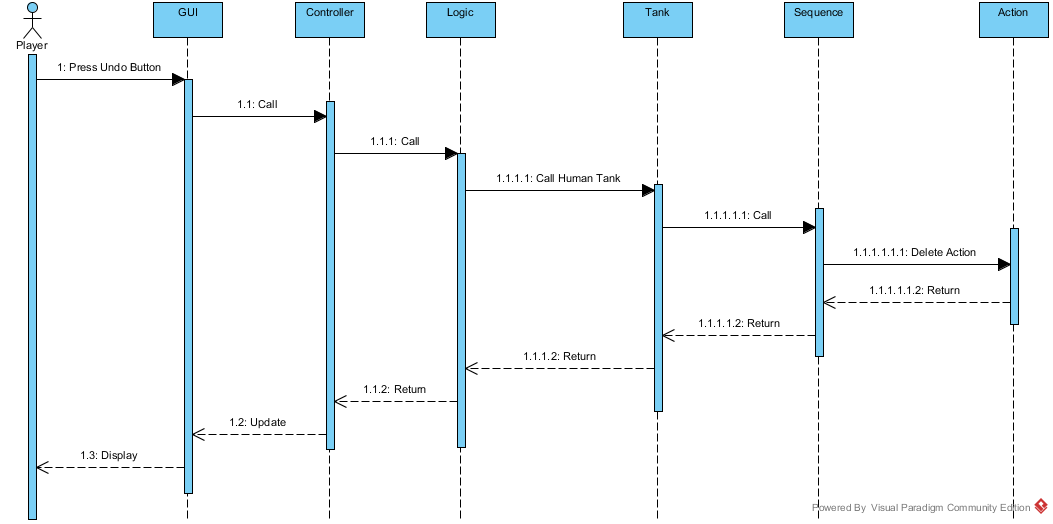 GUI
Controller
Logic
Tank
Sequence
Action
Player
1: Press Undo Button
1.1: Call
1.1.1: Call
1.1.1.1: Call Human Tank
1.1.1.1.1: Call
1.1.1.1.1.1: Delete Action
1.1.1.1.1.2: Return
1.1.1.1.2: Return
1.1.1.2: Return
1.1.2: Return
1.2: Update
1.3: Display
Powered By Visual Paradigm Community Edition